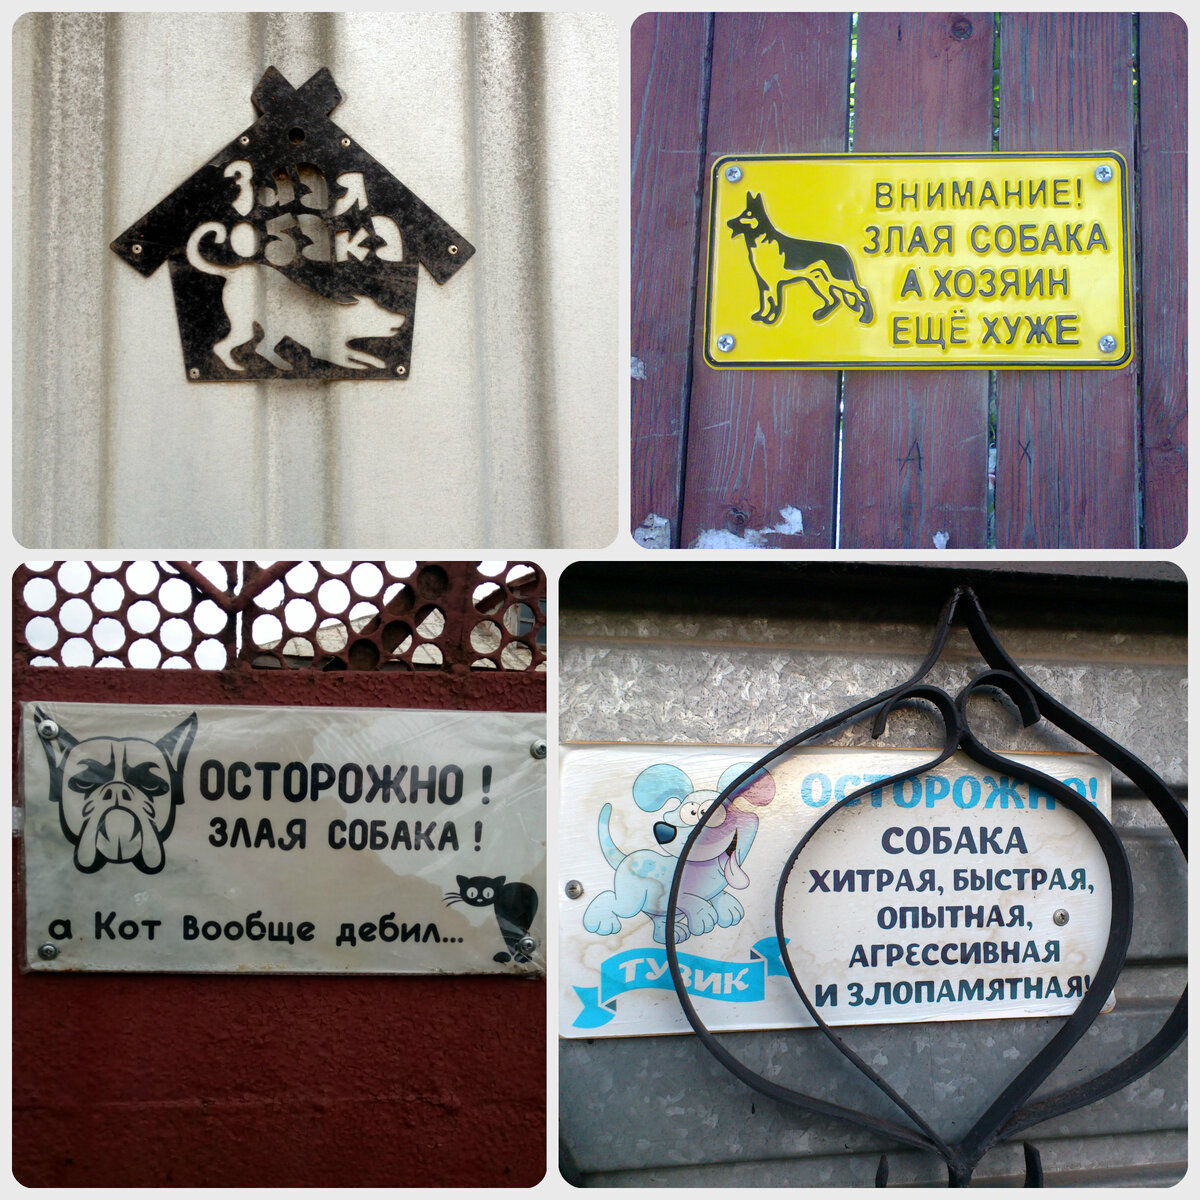 Злая
собака
ВНИМАНИЕ!
ЗЛАЯ СОБАКА
А ХОЗЯИН
ЕЩЁ ХУЖЕ
А Х
ОСТОРОЖНО !
ЗЛАЯ СОБАКА !
а Кот Вообще дебил...
ОСТОРОЖНО!
СОБАКА
ХИТРАЯ, БЫСТРАЯ,
ОПЫТНАЯ,
АГРЕССИВНАЯ
И ЗЛОПАМЯТНАЯ!
ТУЗИК